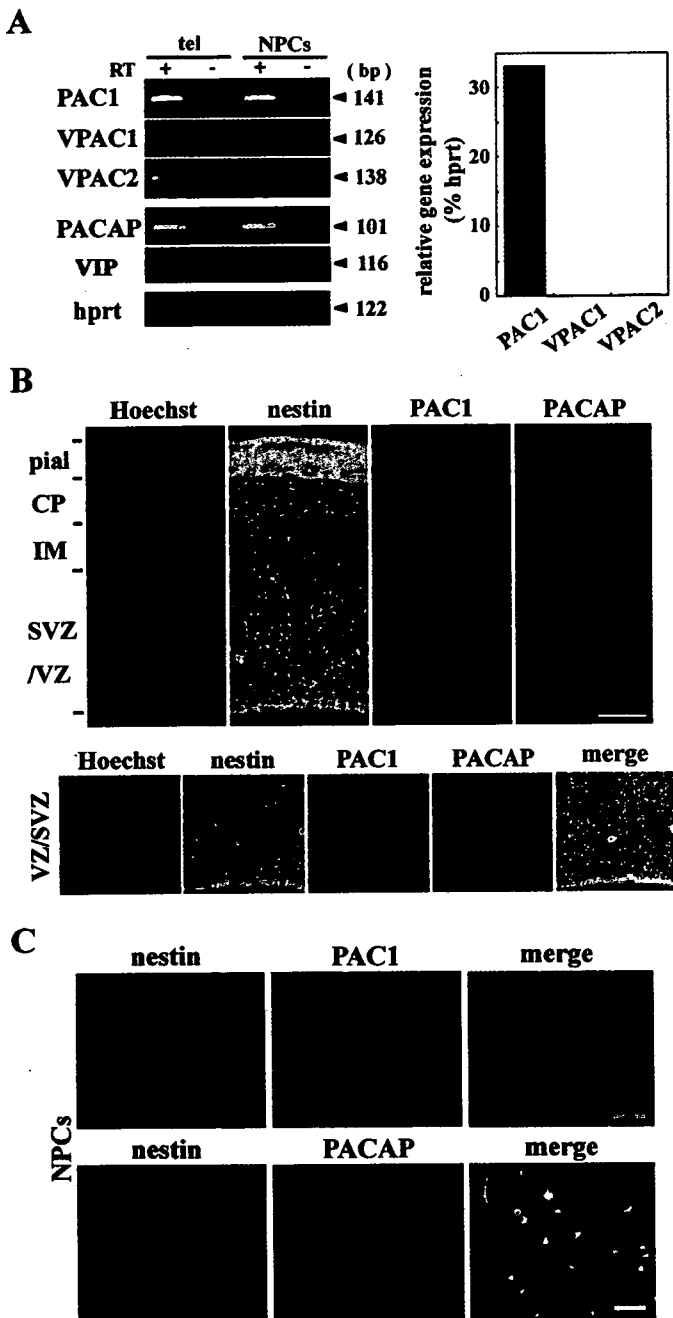 A
tel NPCs
RT + - + - (bp)
PAC1 141
VPAC1 126
VPAC2 138
PACAP 101
VIP 116
hprt 122
relative gene expression
(% hprt)
30
20
10
0
PAC1 VPAC1 VPAC2
B
Hoechst nestin PAC1 PACAP
pial
CP
IM
SVZ
/VZ
Hoechst nestin PAC1 PACAP merge
VZ/SVZ
C
nestin PAC1 merge
NPCs
nestin PACAP merge